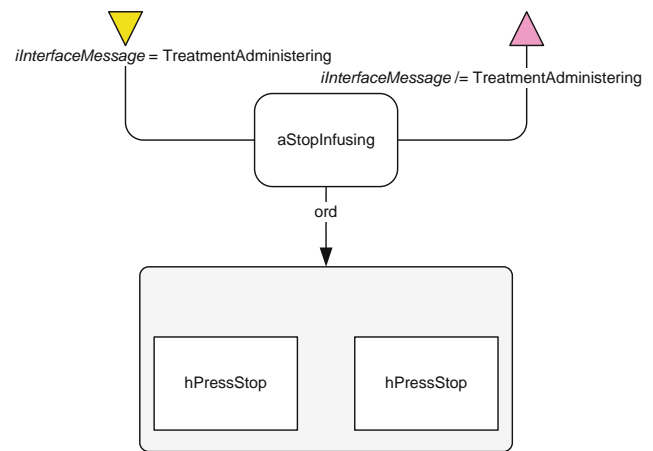 iInterfaceMessage = TreatmentAdministering
iInterfaceMessage /= TreatmentAdministering
aStopInfusing
ord
hPressStop
hPressStop